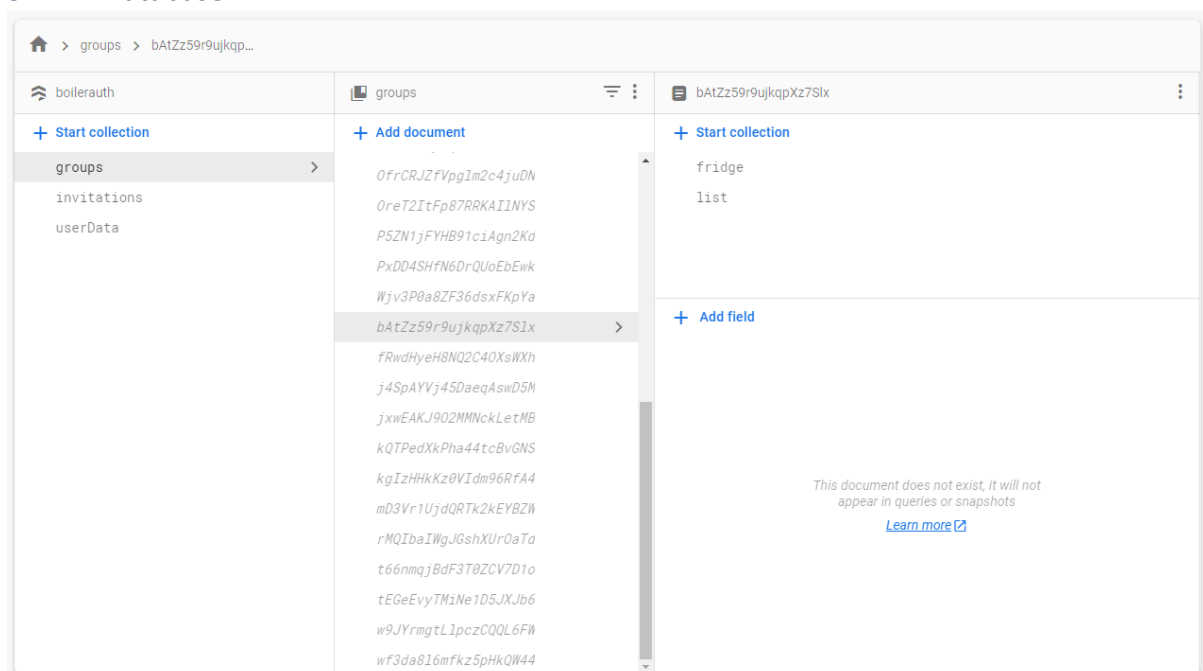 groups > bAtZz59r9ujkqp…
boilerauth
groups
bAtZz59r9ujkqpXz7Slx
+ Start collection
+ Add document
+ Start collection
groups
invitations
userData
OfrCRJZfVpglm2c4juDN
OreT2ItFp87RRKAI1NYS
P5ZN1jFYHB91ciAgn2Kd
PxDD4SHfN6DrQUoEbEwk
Wjv3P0a8ZF36dsxFKpYa
bAtZz59r9ujkqpXz7Slx
fRwdHyeH8NQ2C4OXsWXh
j4SpAYVj45DaeqAswD5M
jxwEAKJ9O2MMNckLetMB
kQTPedXkPha44tcBvGNS
kgIzHHkKz0VIdm96RfA4
mD3Vr1UjdQRTk2kEYBZW
rMQIbaIWgJGshXUrOaTd
t66nmqjBdF3T0ZCV7D1o
tEGeEvyTMiNe1D5JXJb6
w9JYrmgtLlpczCQQL6FW
wf3da8l6mfkz5pHkQW44
fridge
list
+ Add field
This document does not exist, it will not
appear in queries or snapshots
Learn more